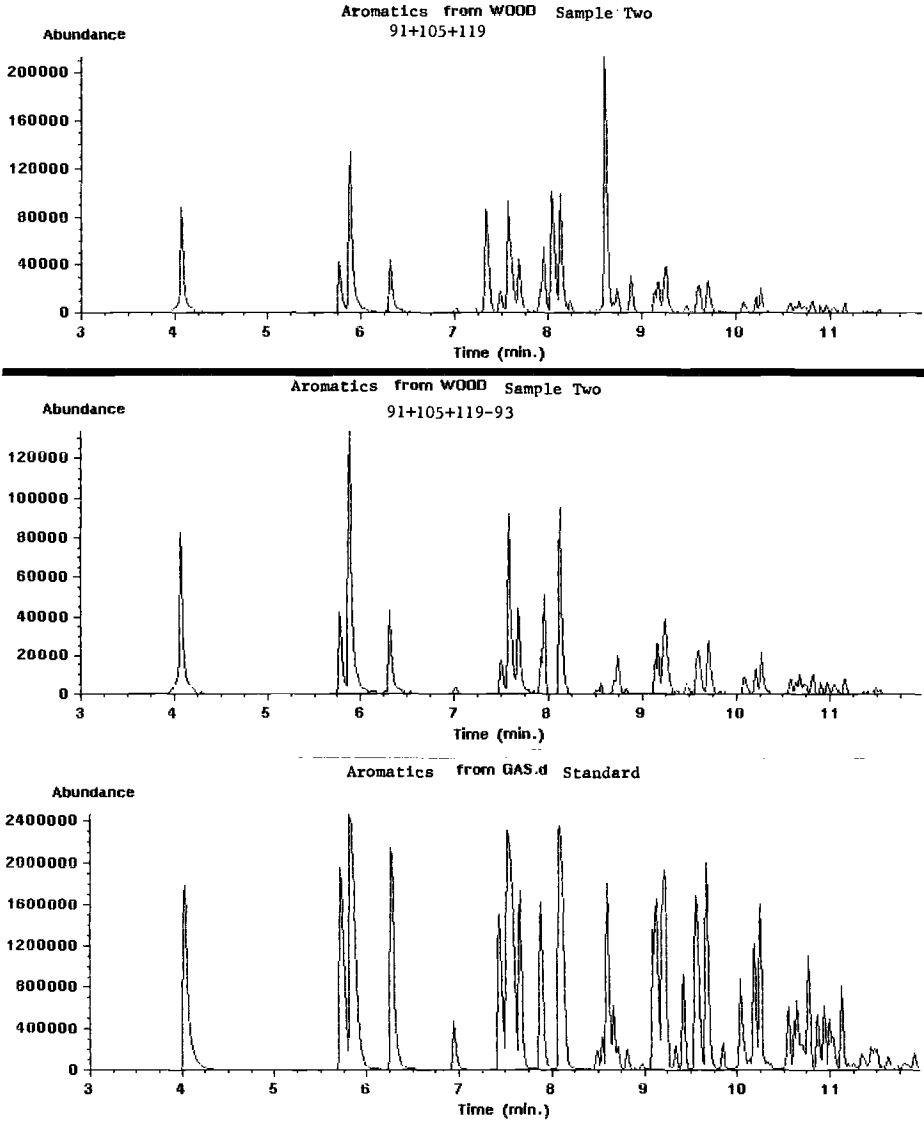 Aromatics from WOOD Sample Two
91+105+119
Abundance
200000
160000
120000
80000
40000
0
3 4 5 6 7 8 9 10 11
Time (min.)
Aromatics from WOOD Sample Two
91+105+119-93
Abundance
120000
100000
80000
60000
40000
20000
0
3 4 5 6 7 8 9 10 11
Time (min.)
Aromatics from GAS.d Standard
Abundance
2400000
2000000
1600000
1200000
800000
400000
0
3 4 5 6 7 8 9 10 11
Time (min.)